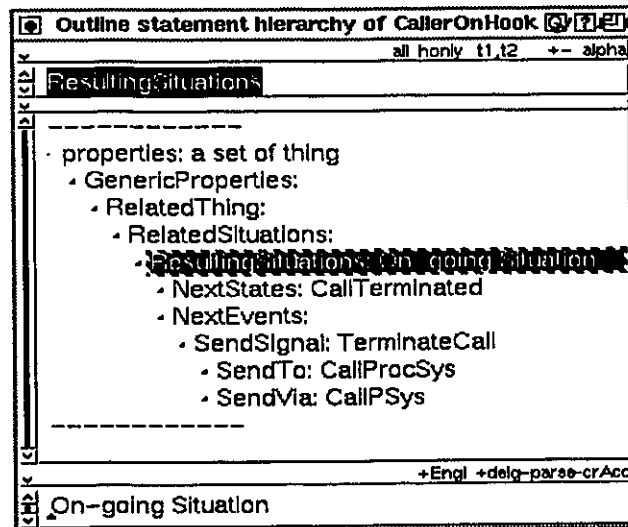 Outline statement hierarchy of CallerOnHook
all honly t1,t2 +- alpha
ResultingSituations
- - - - - - - - - - - -
properties: a set of thing
GenericProperties:
RelatedThing:
RelatedSituations:
ResultingSituations: On-going Situation
NextStates: CallTerminated
NextEvents:
SendSignal: TerminateCall
SendTo: CallProcSys
SendVia: CallPSys
- - - - - - - - - - - -
+Engl +delg-parse-crAcc
On-going Situation